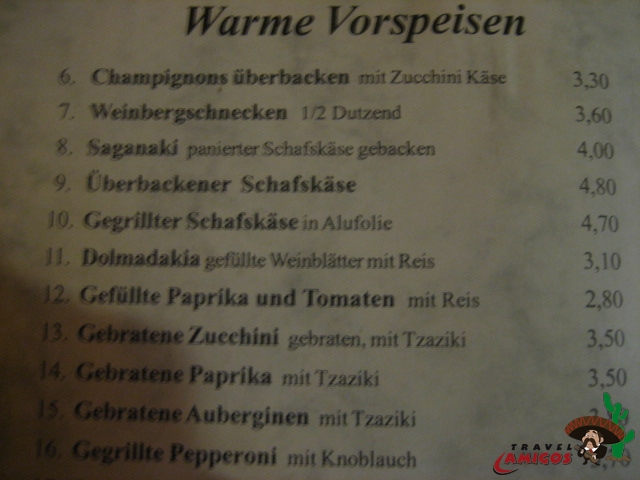 Warme Vorspeisen
6. Champignons überbacken mit Zucchini Käse 3,30
7. Weinbergschnecken 1/2 Dutzend 3,60
8. Saganaki panierter Schafskäse gebacken 4,00
9. Überbackener Schafskäse 4,80
10. Gegrillter Schafskäse in Alufolie 4,70
11. Dolmadakia gefüllte Weinblätter mit Reis 3,10
12. Gefüllte Paprika und Tomaten mit Reis 2,80
13. Gebratene Zucchini gebraten, mit Tzaziki 3,50
14. Gebratene Paprika mit Tzaziki 3,50
15. Gebratene Auberginen mit Tzaziki
16. Gegrillte Pepperoni mit Knoblauch
TRAVEL
AMIGOS